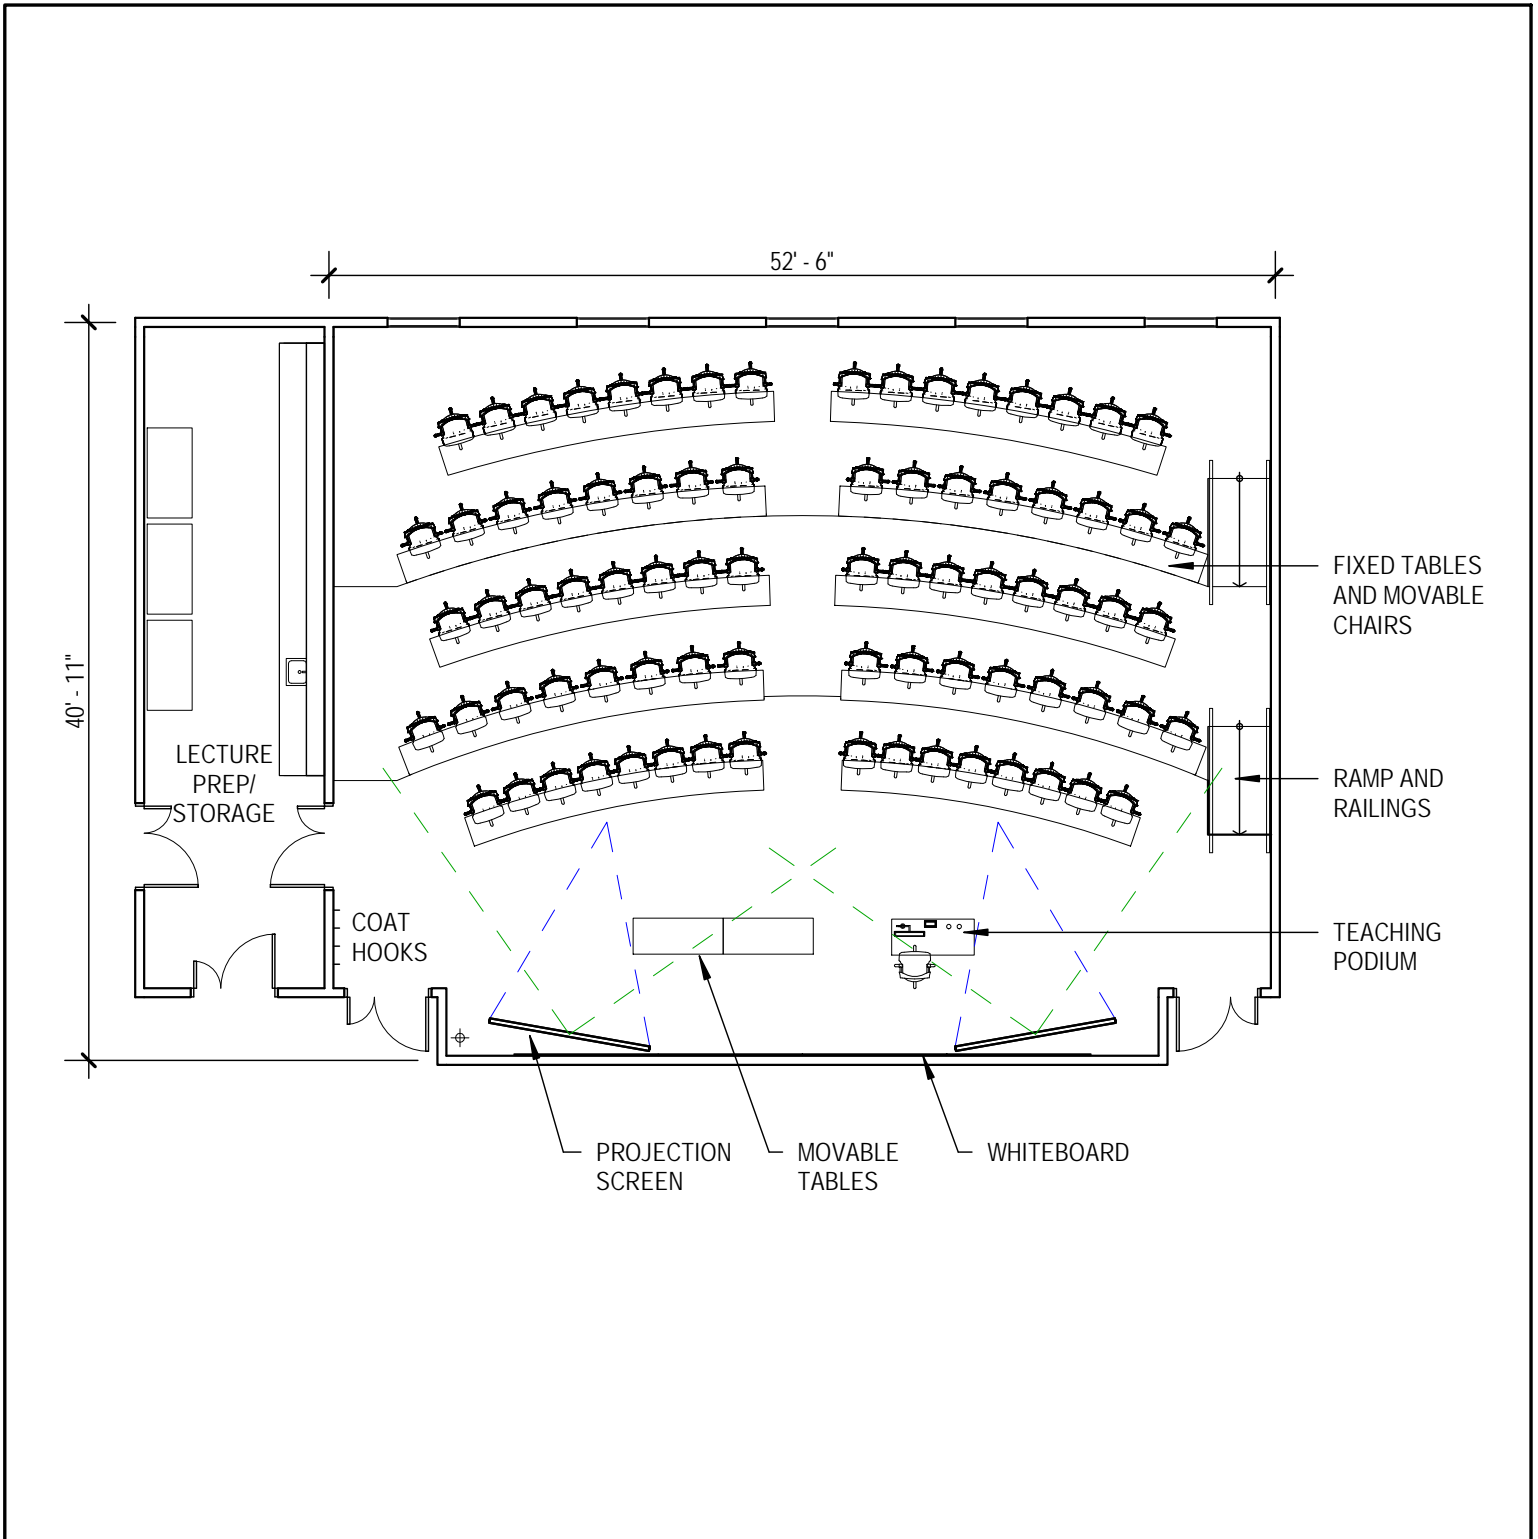 52' - 6"
40' - 11"
FIXED TABLES
AND MOVABLE
CHAIRS
LECTURE
PREP/
STORAGE
RAMP AND
RAILINGS
COAT
HOOKS
TEACHING
PODIUM
PROJECTION
SCREEN
MOVABLE
TABLES
WHITEBOARD